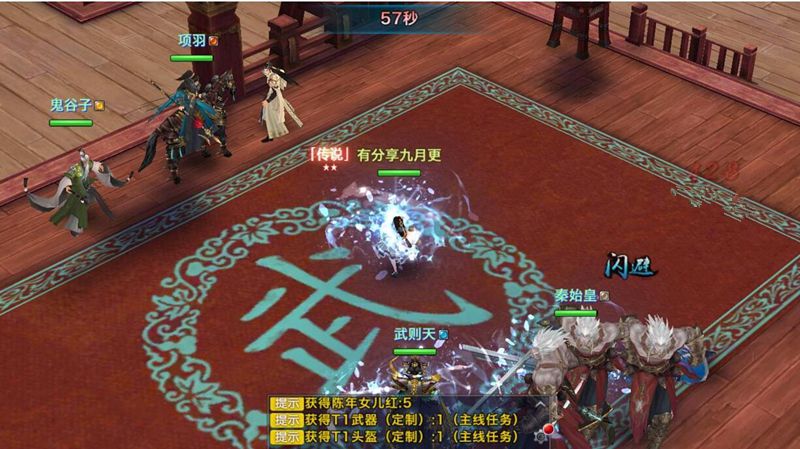 57秒
项羽
鬼谷子
「传说」有分享九月更
★★
闪避
秦始皇
武则天
武
提示 获得陈年女儿红:5
提示 获得T1武器（定制）:1（主线任务）
提示 获得T1头盔（定制）:1（主线任务）